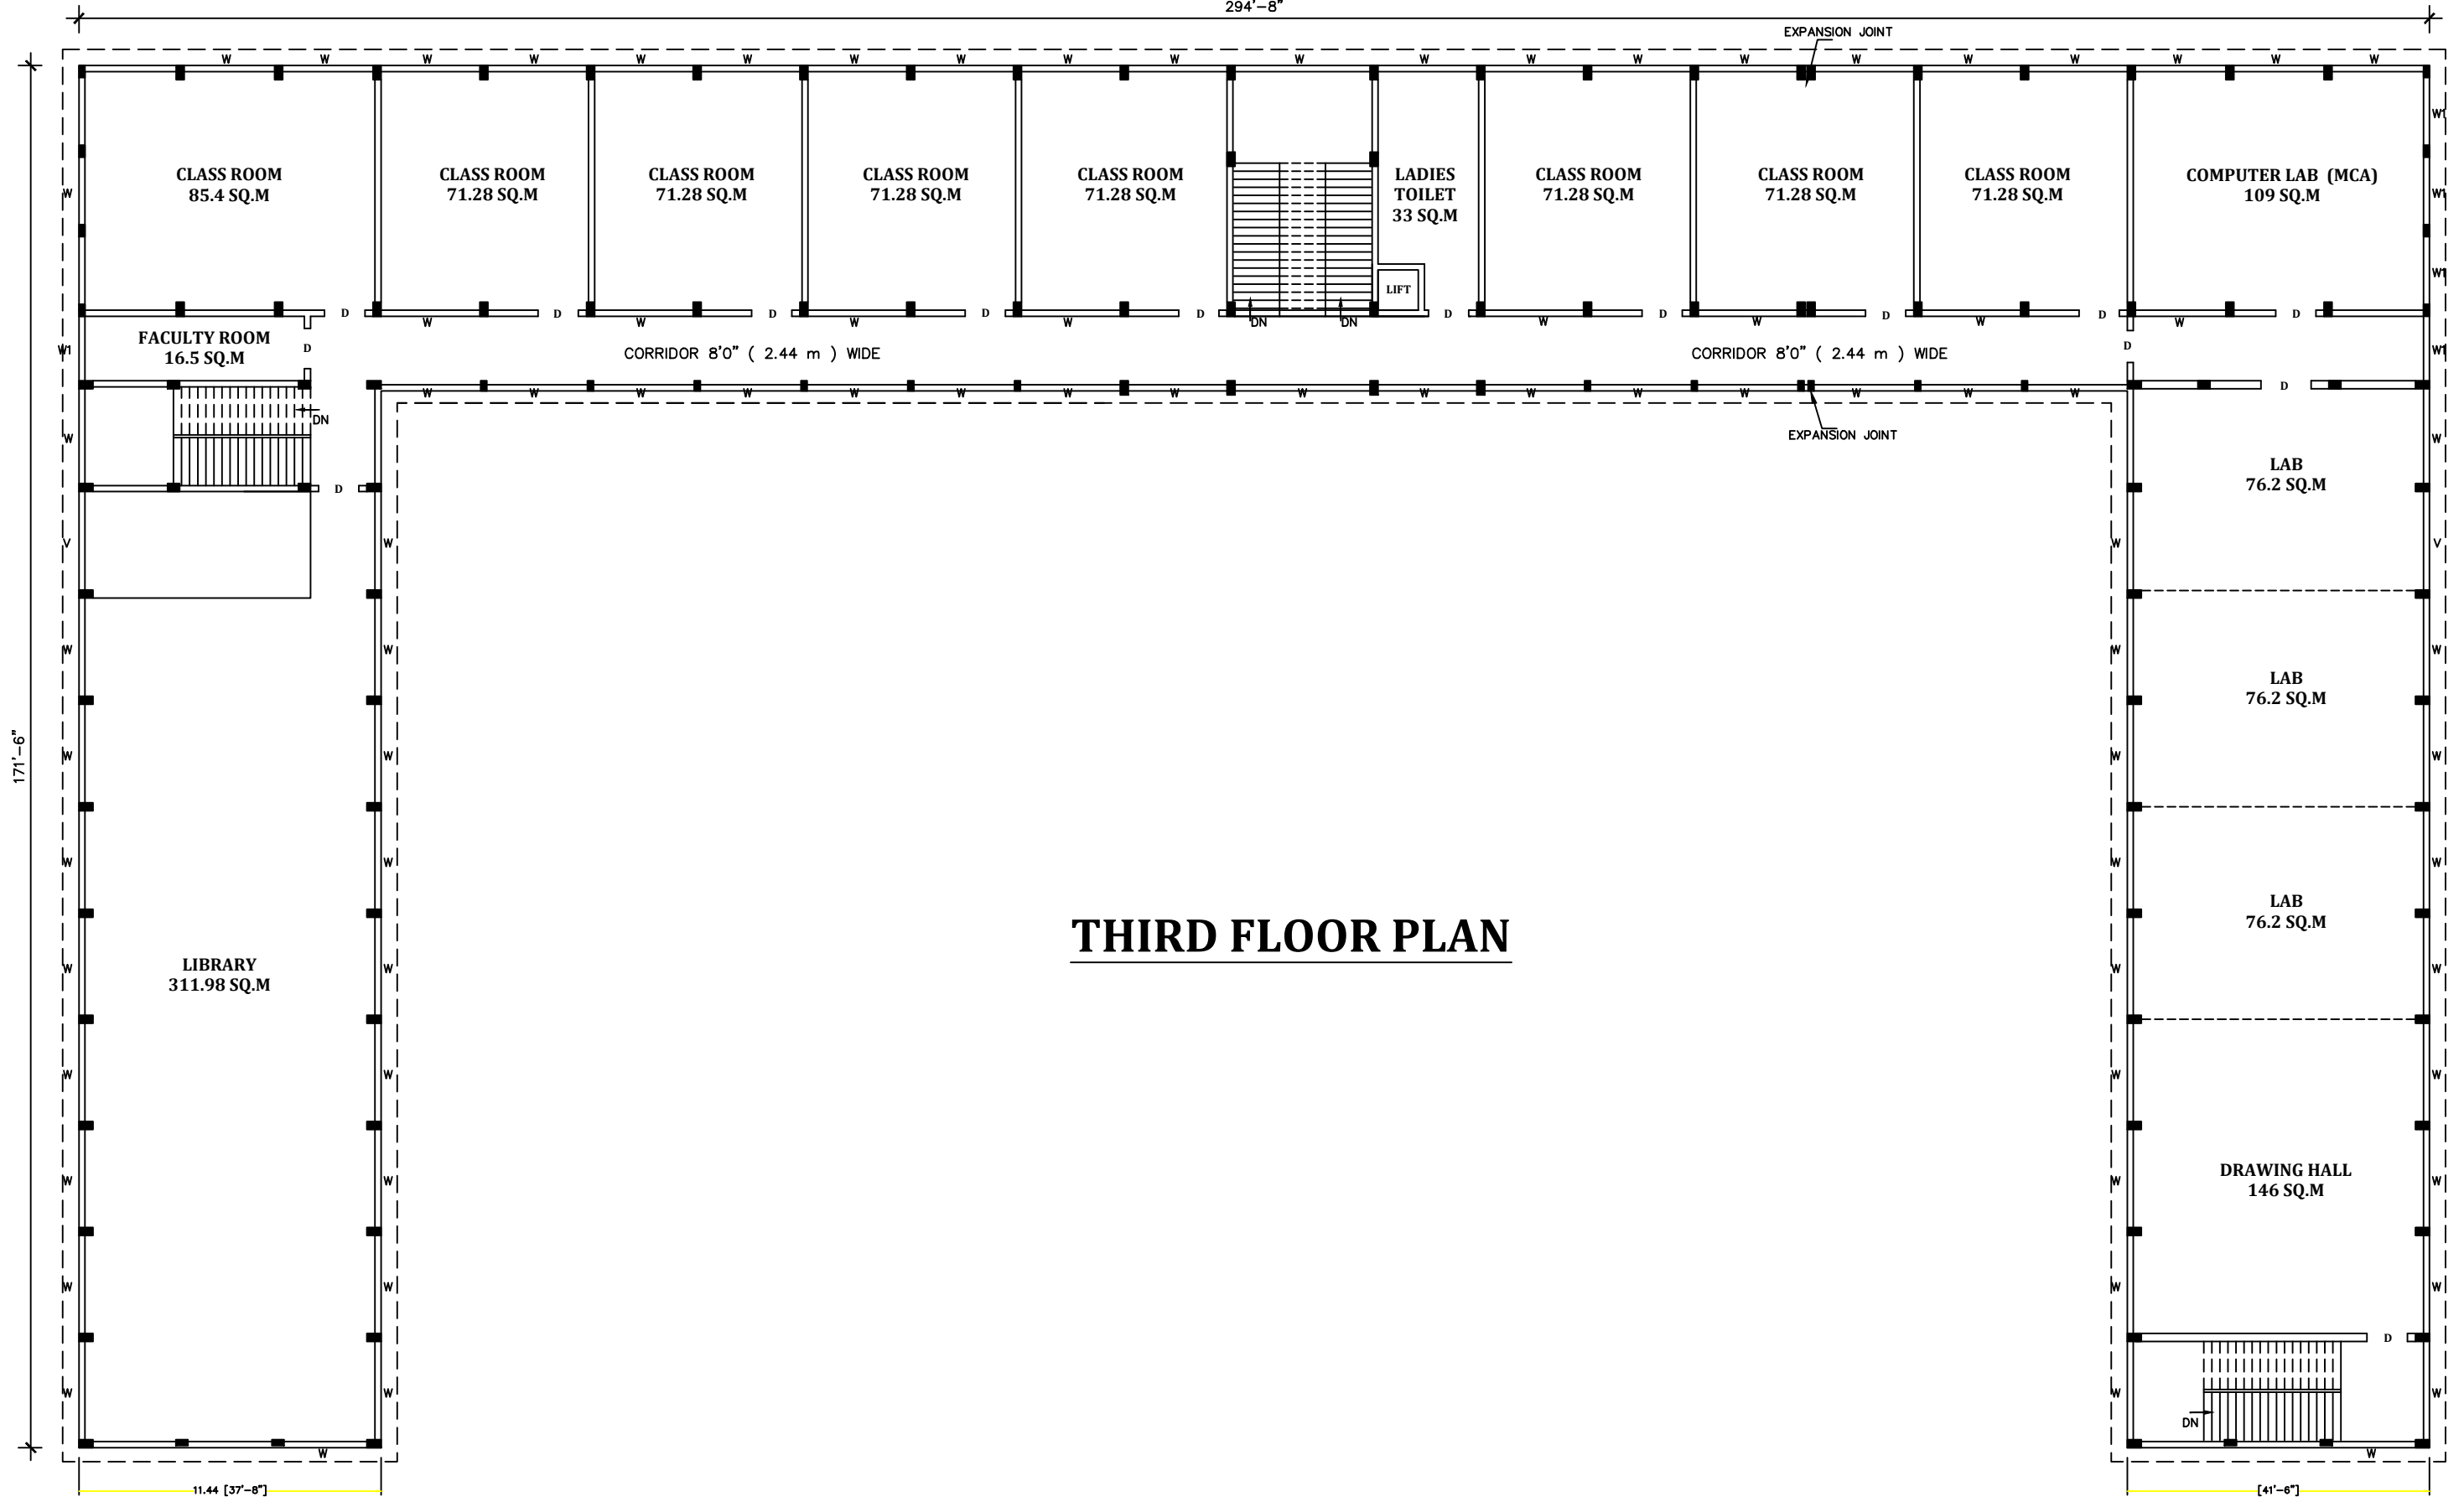 294'-8"
EXPANSION JOINT
W W W W W W W W W W W W W W W W W W W W W
CLASS ROOM
85.4 SQ.M
CLASS ROOM
71.28 SQ.M
CLASS ROOM
71.28 SQ.M
CLASS ROOM
71.28 SQ.M
CLASS ROOM
71.28 SQ.M
LADIES
TOILET
33 SQ.M
LIFT
CLASS ROOM
71.28 SQ.M
CLASS ROOM
71.28 SQ.M
CLASS ROOM
71.28 SQ.M
COMPUTER LAB (MCA)
109 SQ.M
W1
W1
W1
W1
W
D D D D D D D D D D
W W W W W W W W
DN DN
FACULTY ROOM
16.5 SQ.M
D
W1
D
CORRIDOR 8'0" ( 2.44 m ) WIDE
CORRIDOR 8'0" ( 2.44 m ) WIDE
W W W W W W W W W W W W W W W W
D
DN
EXPANSION JOINT
W
W
D
V
W
W
V
LAB
76.2 SQ.M
LAB
76.2 SQ.M
LAB
76.2 SQ.M
171'-6"
THIRD FLOOR PLAN
LIBRARY
311.98 SQ.M
DRAWING HALL
146 SQ.M
D
DN
W
W
11.44 [37'-8"]
[41'-6"]